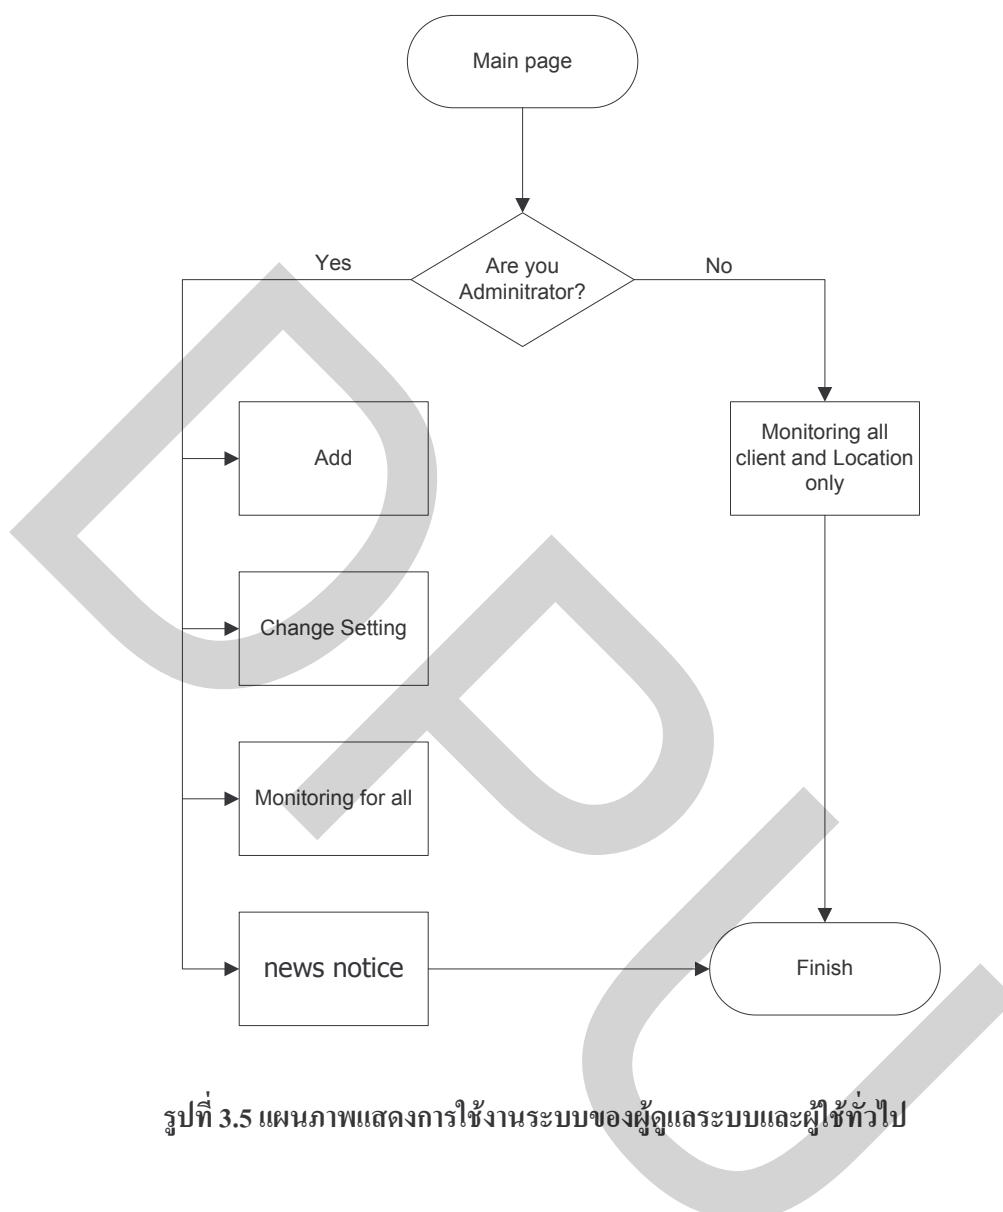 Main page
Are you
Adminitrator?
Yes
No
Add
Monitoring all
client and Location
only
Change Setting
Monitoring for all
news notice
Finish
รูปที่ 3.5 แผนภาพแสดงการใช้งานระบบของผู้ดูแลระบบและผู้ใช้ทั่วไป
DPU